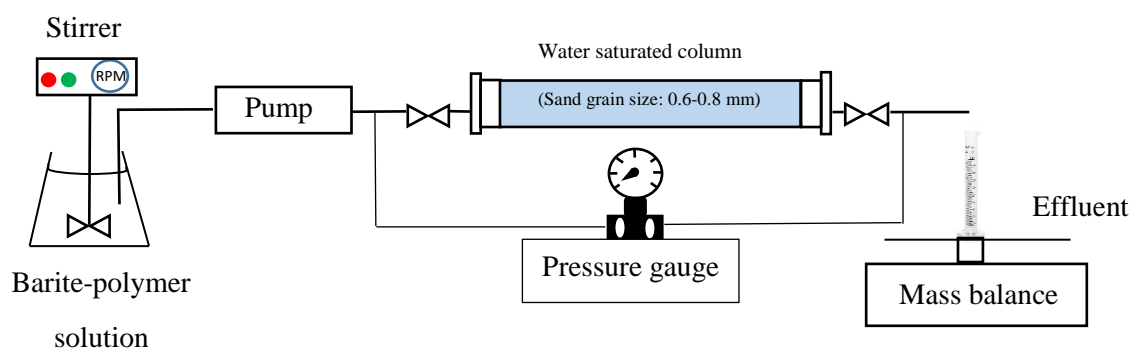 Stirrer
RPM
Pump
Water saturated column
(Sand grain size: 0.6-0.8 mm)
Barite-polymer
solution
Pressure gauge
Effluent
Mass balance